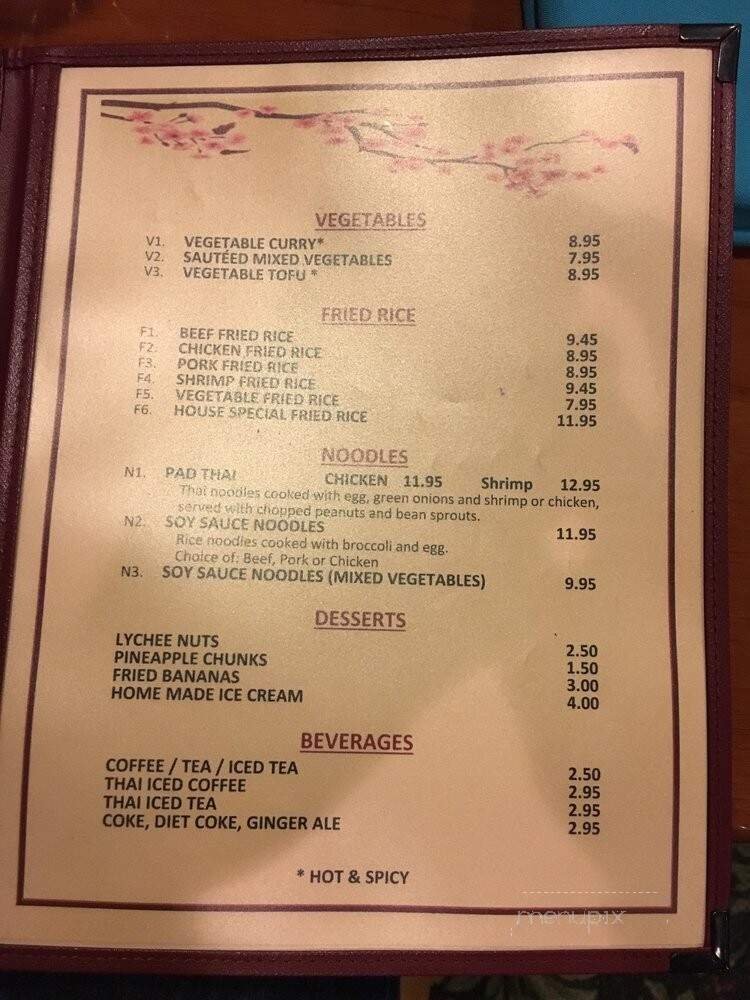 VEGETABLES
V1. VEGETABLE CURRY* 8.95
V2. SAUTÉED MIXED VEGETABLES 7.95
V3. VEGETABLE TOFU * 8.95
FRIED RICE
F1. BEEF FRIED RICE 9.45
F2. CHICKEN FRIED RICE 8.95
F3. PORK FRIED RICE 8.95
F4. SHRIMP FRIED RICE 9.45
F5. VEGETABLE FRIED RICE 7.95
F6. HOUSE SPECIAL FRIED RICE 11.95
NOODLES
N1. PAD THAI CHICKEN 11.95 Shrimp 12.95
Thai noodles cooked with egg, green onions and shrimp or chicken,
served with chopped peanuts and bean sprouts.
N2. SOY SAUCE NOODLES 11.95
Rice noodles cooked with broccoli and egg.
Choice of: Beef, Pork or Chicken
N3. SOY SAUCE NOODLES (MIXED VEGETABLES) 9.95
DESSERTS
LYCHEE NUTS 2.50
PINEAPPLE CHUNKS 1.50
FRIED BANANAS 3.00
HOME MADE ICE CREAM 4.00
BEVERAGES
COFFEE / TEA / ICED TEA 2.50
THAI ICED COFFEE 2.95
THAI ICED TEA 2.95
COKE, DIET COKE, GINGER ALE 2.95
* HOT & SPICY
menupix